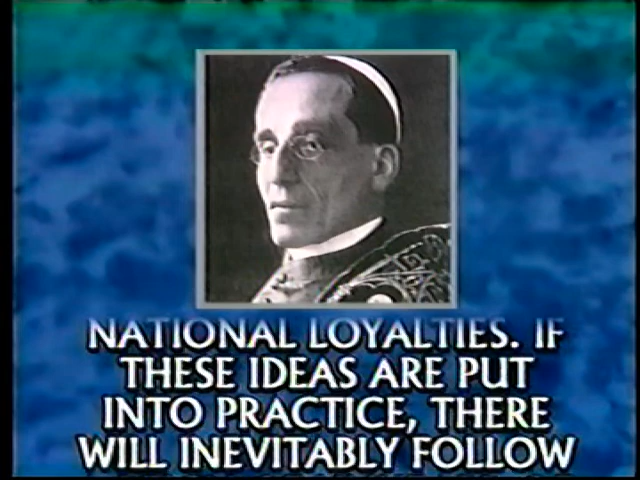 NATIONAL LOYALTIES. IF
THESE IDEAS ARE PUT
INTO PRACTICE, THERE
WILL INEVITABLY FOLLOW